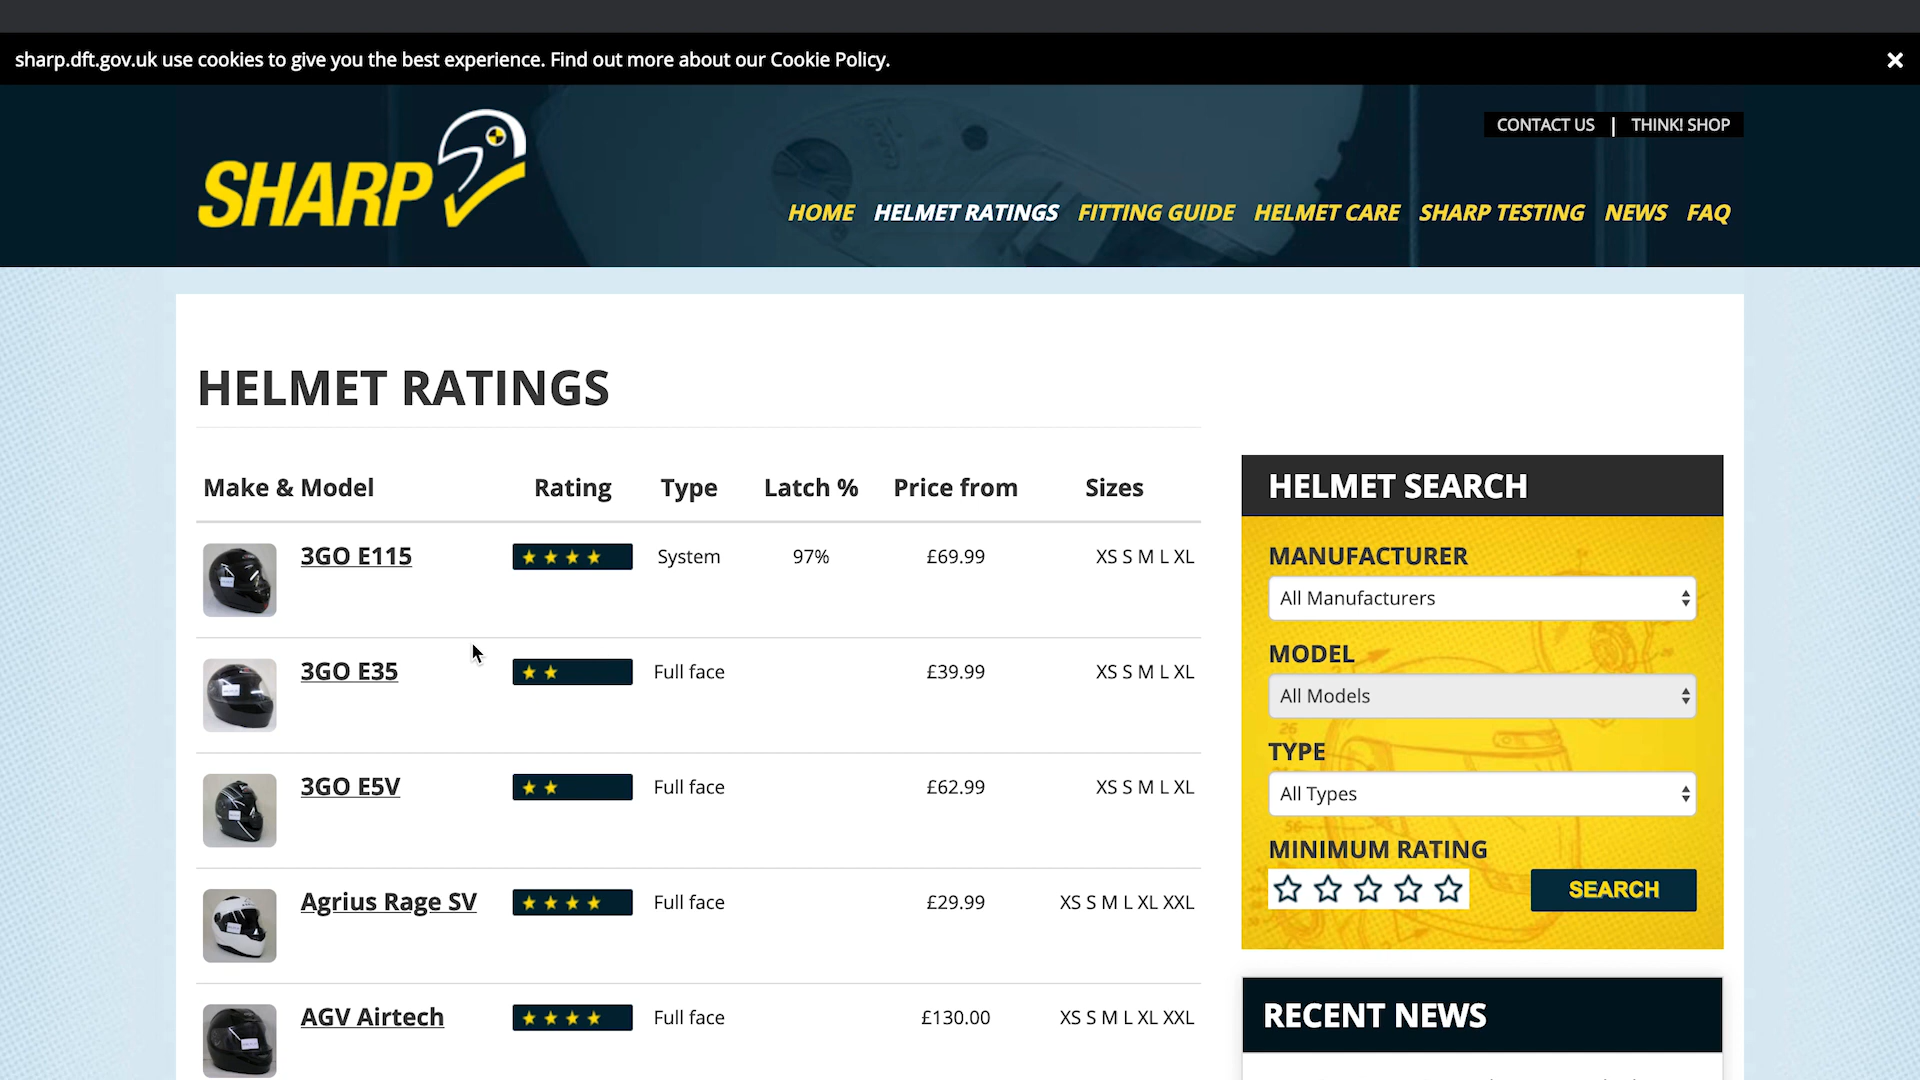 sharp.dft.gov.uk use cookies to give you the best experience. Find out more about our Cookie Policy.
CONTACT US | THINK! SHOP
SHARP
HOME HELMET RATINGS FITTING GUIDE HELMET CARE SHARP TESTING NEWS FAQ
HELMET RATINGS
Make & Model Rating Type Latch % Price from Sizes
3GO E115 System 97% £69.99 XS S M L XL
3GO E35 Full face £39.99 XS S M L XL
3GO E5V Full face £62.99 XS S M L XL
Agrius Rage SV Full face £29.99 XS S M L XL XXL
AGV Airtech Full face £130.00 XS S M L XL XXL
HELMET SEARCH
MANUFACTURER
All Manufacturers
MODEL
All Models
TYPE
All Types
MINIMUM RATING
SEARCH
RECENT NEWS